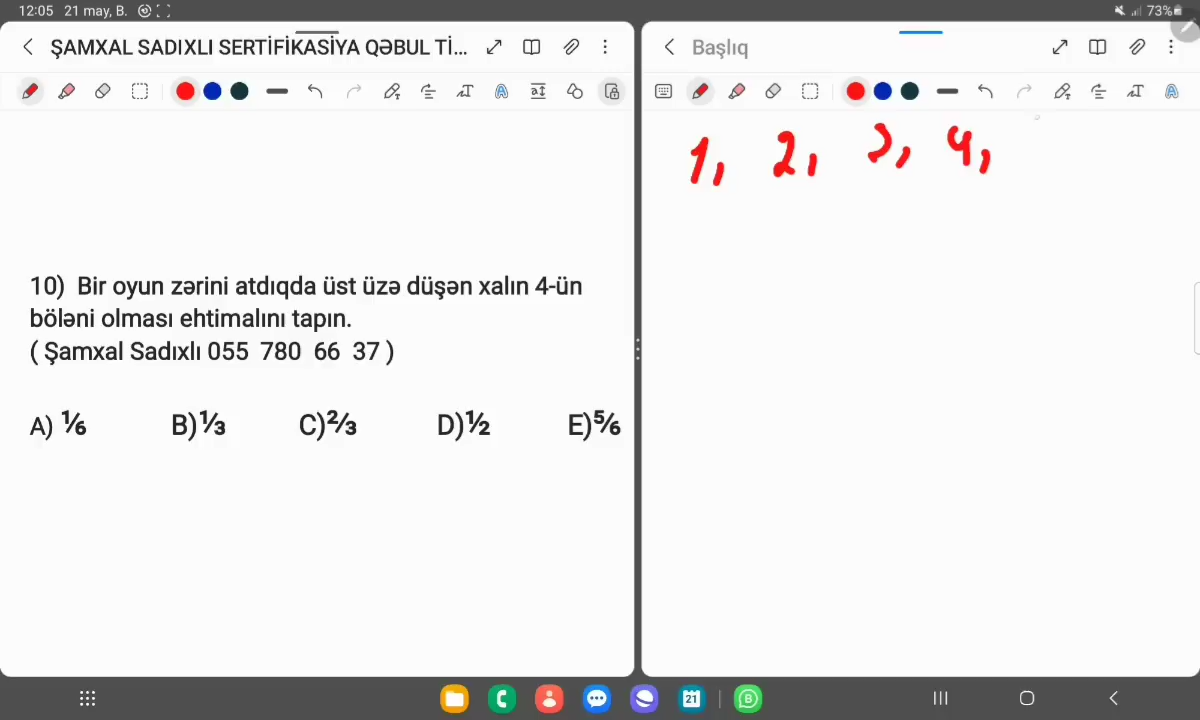 12:05 21 may, B. 73%
ŞAMXAL SADIXLI SERTİFİKASİYA QƏBUL Tİ...
Başlıq
1, 2, 3, 4,
10) Bir oyun zərini atdıqda üst üzə düşən xalın 4-ün
böləni olması ehtimalını tapın.
( Şamxal Sadıxlı 055 780 66 37 )
A) ⅙ B)⅓ C)⅔ D)½ E)⅚
21
B